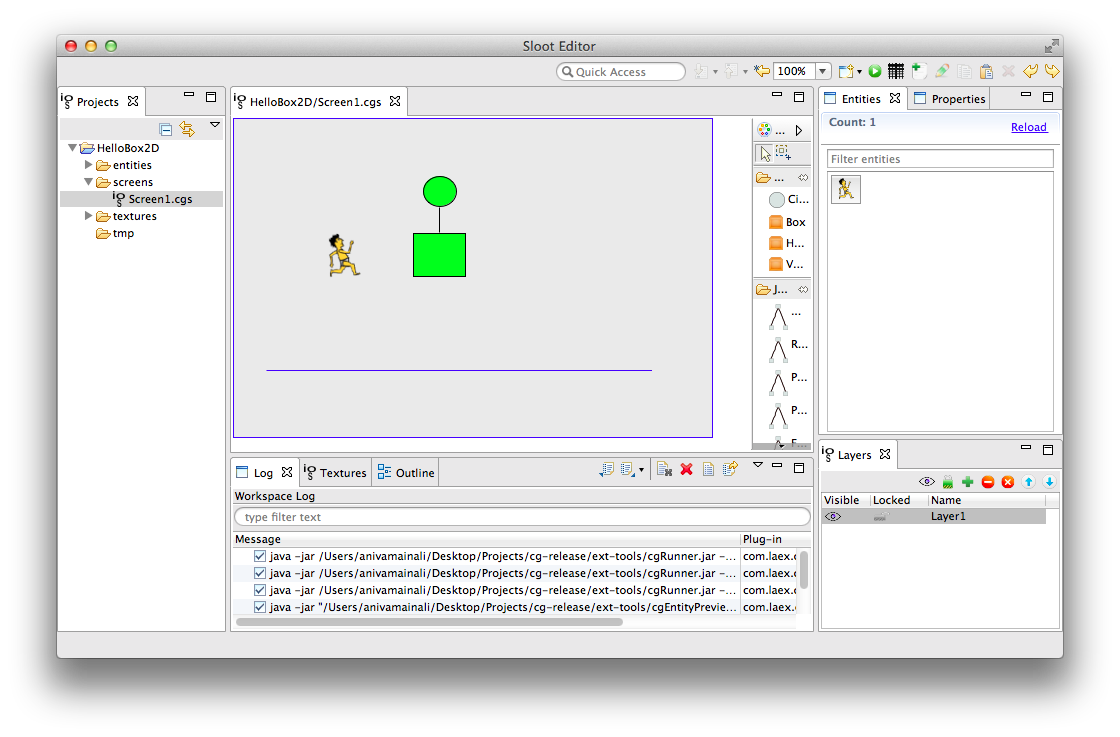 Sloot Editor
Quick Access
100%
Projects
HelloBox2D
entities
screens
Screen1.cgs
textures
tmp
HelloBox2D/Screen1.cgs
...
...
Ci...
Box
H...
V...
J...
...
R...
P...
P...
F...
Entities
Properties
Count: 1
Reload
Filter entities
Log
Textures
Outline
Workspace Log
type filter text
Message Plug-in
java -jar /Users/anivamainali/Desktop/Projects/cg-release/ext-tools/cgRunner.jar -... com.laex.c
java -jar /Users/anivamainali/Desktop/Projects/cg-release/ext-tools/cgRunner.jar -... com.laex.c
java -jar /Users/anivamainali/Desktop/Projects/cg-release/ext-tools/cgRunner.jar -... com.laex.c
java -jar "/Users/anivamainali/Desktop/Projects/cg-release/ext-tools/cgEntityPrevie... com.laex.c
Layers
Visible Locked Name
Layer1